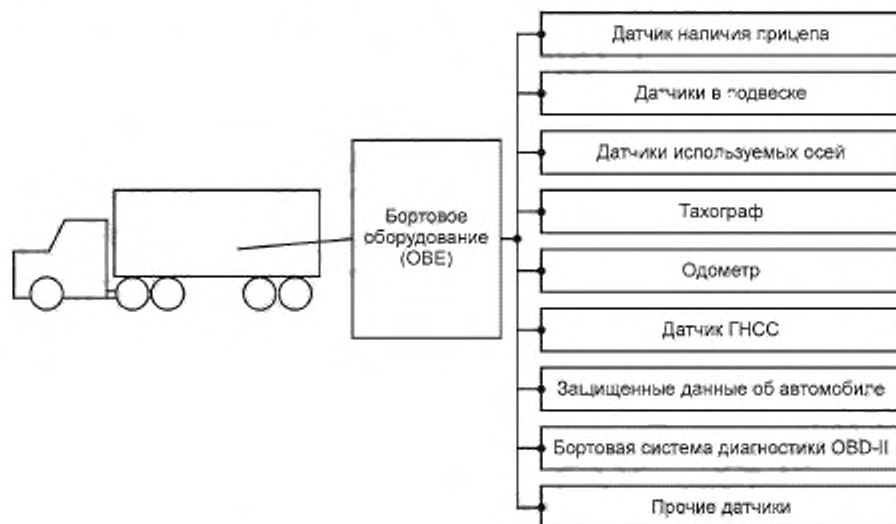 Датчик наличия прицепа
Датчики в подвеске
Датчики используемых осей
Бортовое
оборудование
(OBE)
Тахограф
Одометр
Датчик ГНСС
Защищенные данные об автомобиле
Бортовая система диагностики OBD-II
Прочие датчики